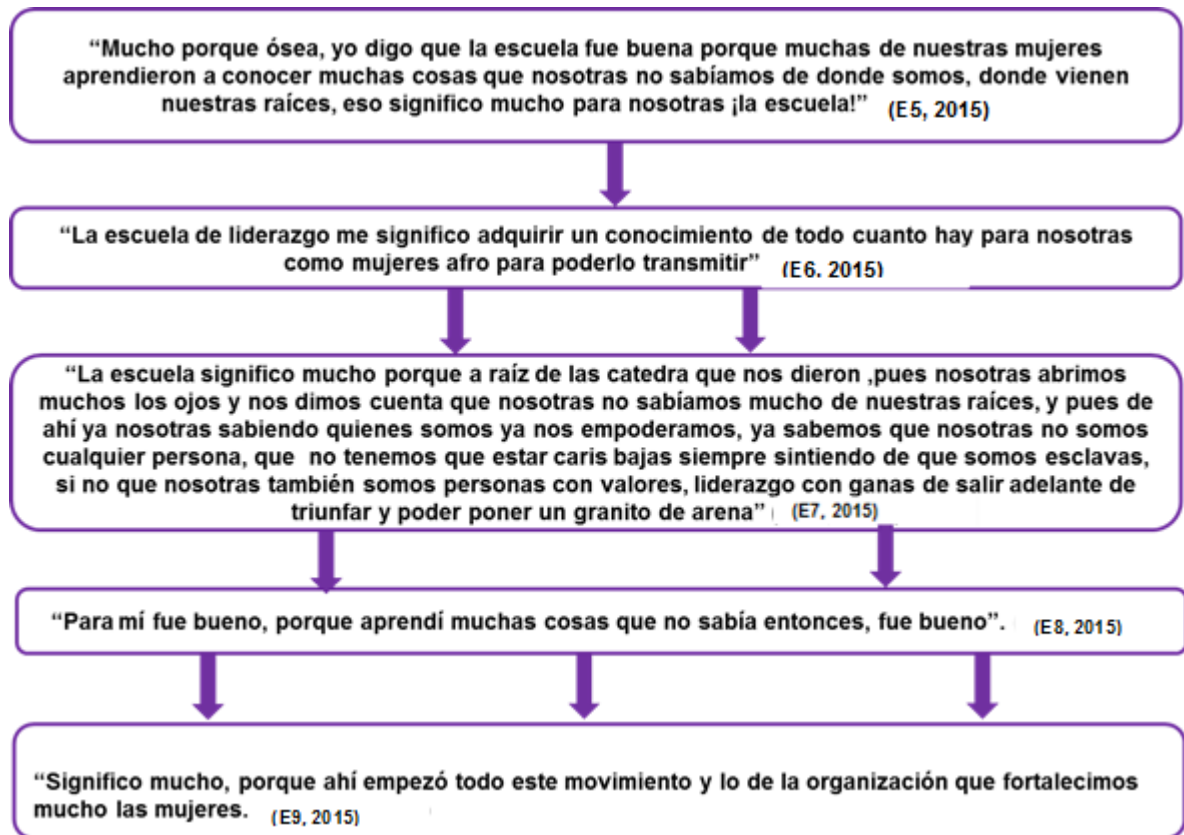 “Mucho porque ósea, yo digo que la escuela fue buena porque muchas de nuestras mujeres
aprendieron a conocer muchas cosas que nosotras no sabíamos de donde somos, donde vienen
nuestras raíces, eso significo mucho para nosotras ¡la escuela!” (E5, 2015)
“La escuela de liderazgo me significo adquirir un conocimiento de todo cuanto hay para nosotras
como mujeres afro para poderlo transmitir” (E6. 2015)
“La escuela significo mucho porque a raíz de las catedra que nos dieron ,pues nosotras abrimos
muchos los ojos y nos dimos cuenta que nosotras no sabíamos mucho de nuestras raíces, y pues de
ahí ya nosotras sabiendo quienes somos ya nos empoderamos, ya sabemos que nosotras no somos
cualquier persona, que no tenemos que estar caris bajas siempre sintiendo de que somos esclavas,
si no que nosotras también somos personas con valores, liderazgo con ganas de salir adelante de
triunfar y poder poner un granito de arena” (E7, 2015)
“Para mí fue bueno, porque aprendí muchas cosas que no sabía entonces, fue bueno”. (E8, 2015)
“Significo mucho, porque ahí empezó todo este movimiento y lo de la organización que fortalecimos
mucho las mujeres. (E9, 2015)